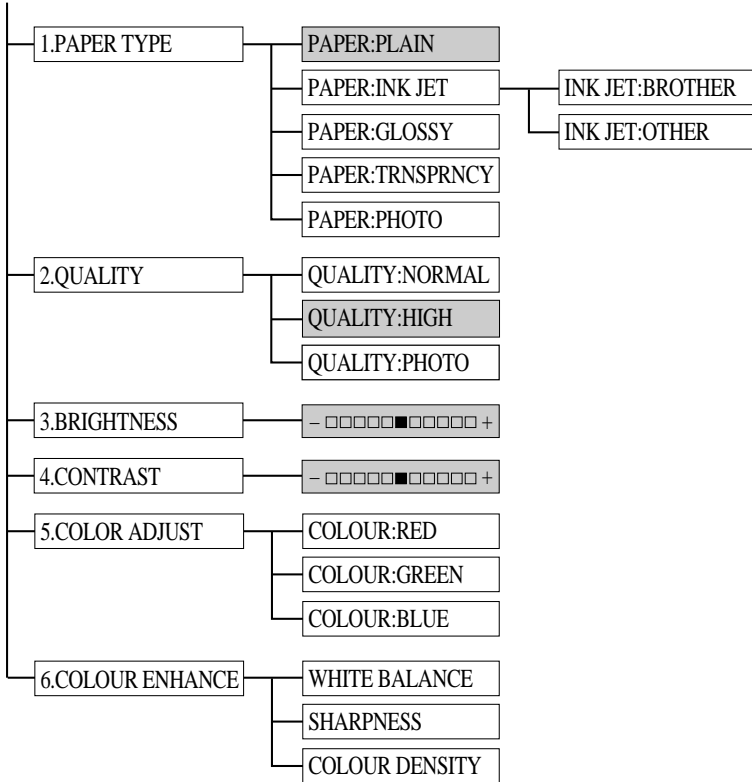 1.PAPER TYPE
PAPER:PLAIN
PAPER:INK JET
INK JET:BROTHER
INK JET:OTHER
PAPER:GLOSSY
PAPER:TRNSPRNCY
PAPER:PHOTO
2.QUALITY
QUALITY:NORMAL
QUALITY:HIGH
QUALITY:PHOTO
3.BRIGHTNESS
– □□□□□■□□□□□ +
4.CONTRAST
– □□□□□■□□□□□ +
5.COLOR ADJUST
COLOUR:RED
COLOUR:GREEN
COLOUR:BLUE
6.COLOUR ENHANCE
WHITE BALANCE
SHARPNESS
COLOUR DENSITY